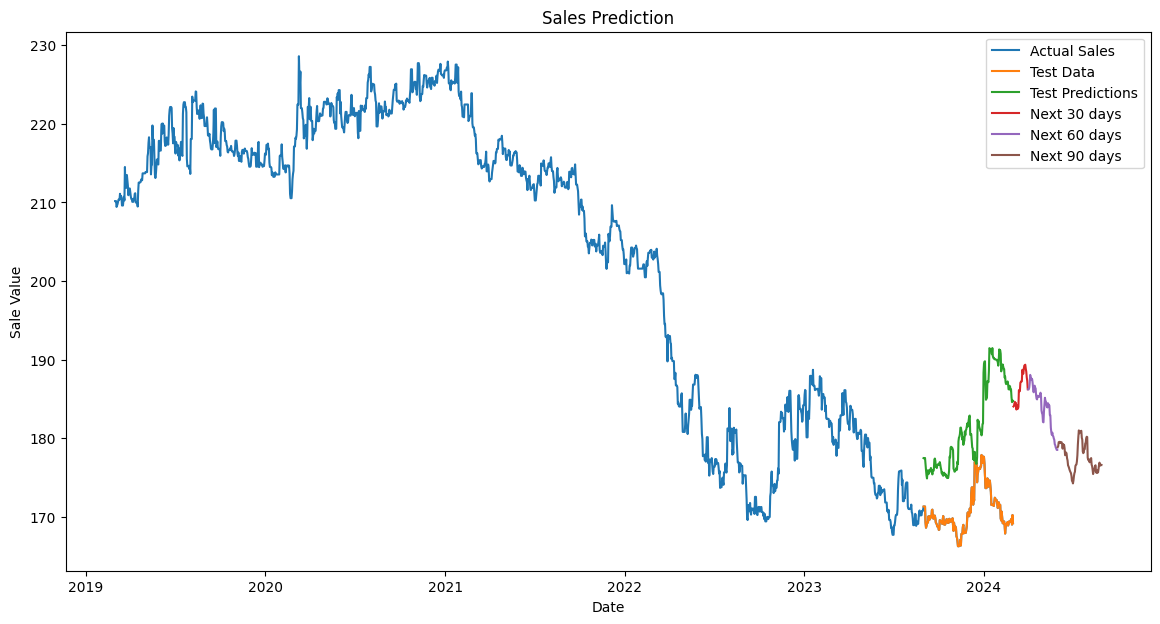 Sales Prediction
230
220
210
200
190
180
170
Sale Value
2019
2020
2021
2022
2023
2024
Date
Actual Sales
Test Data
Test Predictions
Next 30 days
Next 60 days
Next 90 days